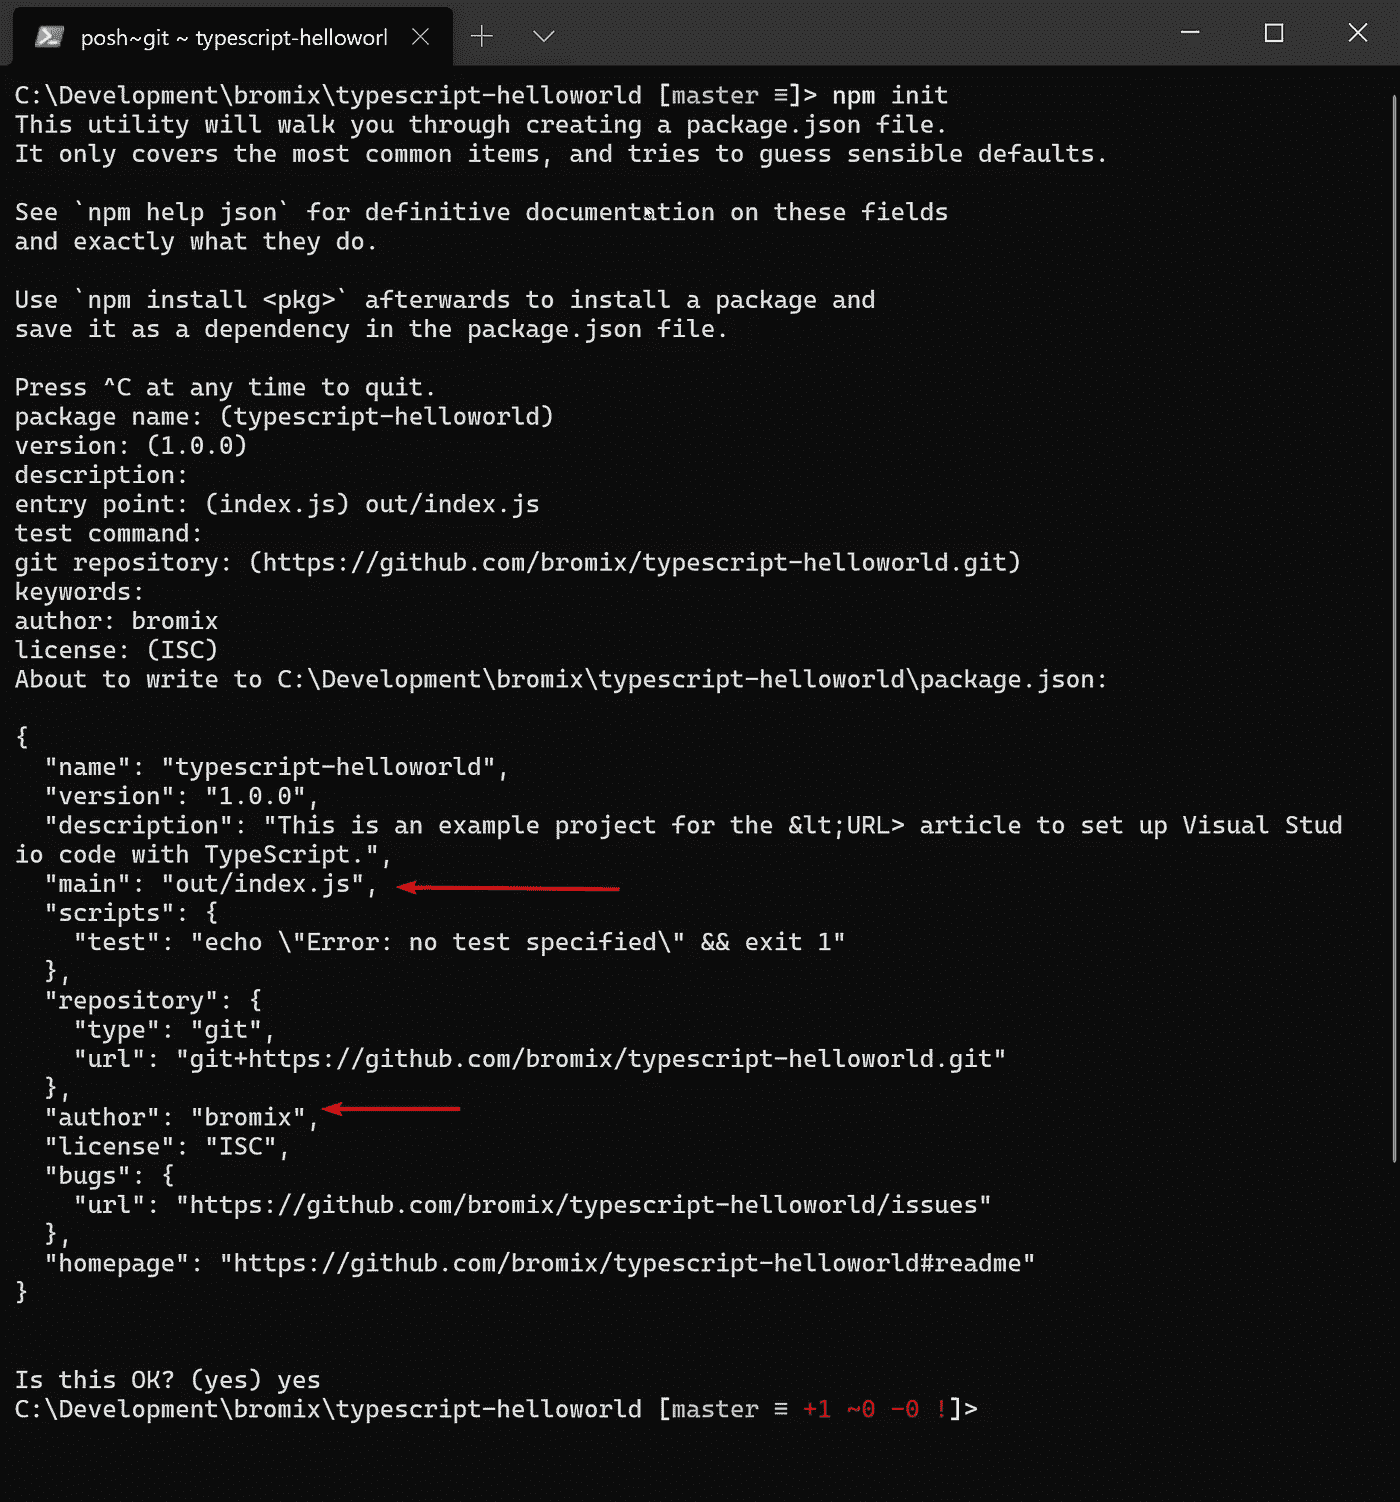 posh~git ~ typescript-helloworl
C:\Development\bromix\typescript-helloworld [master ≡]> npm init
This utility will walk you through creating a package.json file.
It only covers the most common items, and tries to guess sensible defaults.
See `npm help json` for definitive documentation on these fields
and exactly what they do.
Use `npm install <pkg>` afterwards to install a package and
save it as a dependency in the package.json file.
Press ^C at any time to quit.
package name: (typescript-helloworld)
version: (1.0.0)
description:
entry point: (index.js) out/index.js
test command:
git repository: (https://github.com/bromix/typescript-helloworld.git)
keywords:
author: bromix
license: (ISC)
About to write to C:\Development\bromix\typescript-helloworld\package.json:
{
  "name": "typescript-helloworld",
  "version": "1.0.0",
  "description": "This is an example project for the &lt;URL> article to set up Visual Stud
io code with TypeScript.",
  "main": "out/index.js",
  "scripts": {
    "test": "echo \"Error: no test specified\" && exit 1"
  },
  "repository": {
    "type": "git",
    "url": "git+https://github.com/bromix/typescript-helloworld.git"
  },
  "author": "bromix",
  "license": "ISC",
  "bugs": {
    "url": "https://github.com/bromix/typescript-helloworld/issues"
  },
  "homepage": "https://github.com/bromix/typescript-helloworld#readme"
}
Is this OK? (yes) yes
C:\Development\bromix\typescript-helloworld [master ≡ +1 ~0 -0 !]>